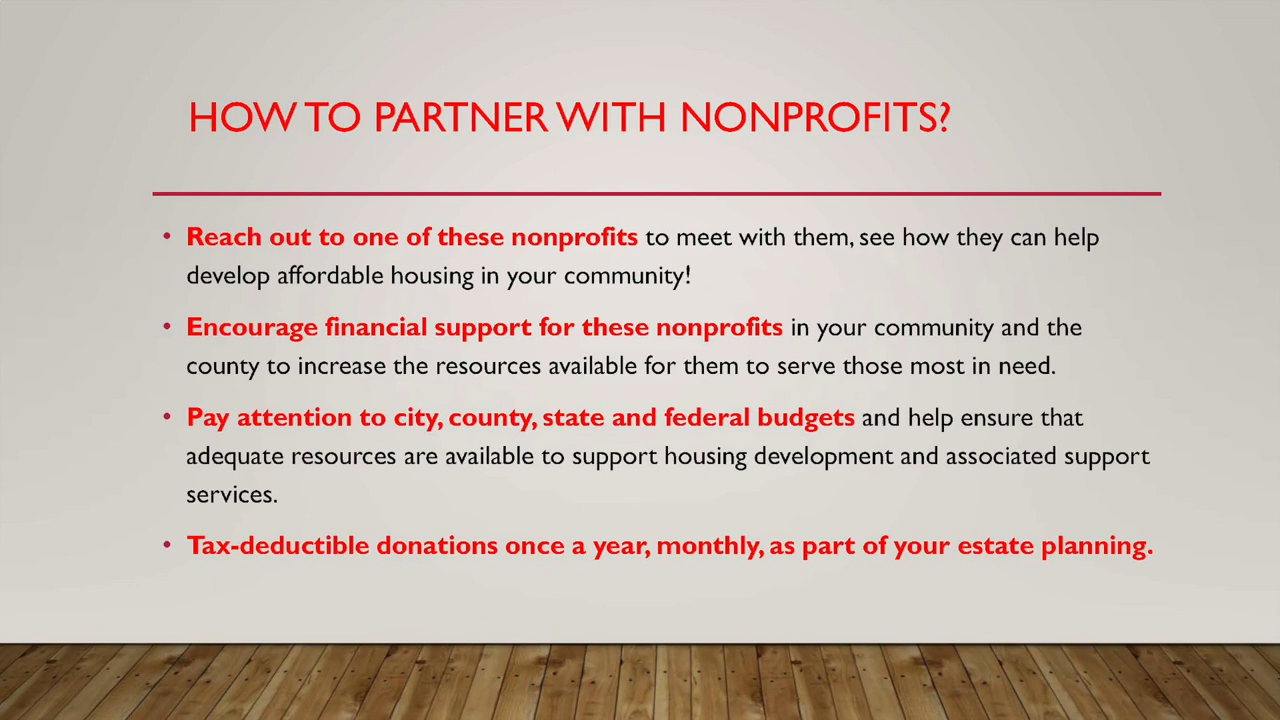 HOW TO PARTNER WITH NONPROFITS?
• Reach out to one of these nonprofits to meet with them, see how they can help
develop affordable housing in your community!
• Encourage financial support for these nonprofits in your community and the
county to increase the resources available for them to serve those most in need.
• Pay attention to city, county, state and federal budgets and help ensure that
adequate resources are available to support housing development and associated support
services.
• Tax-deductible donations once a year, monthly, as part of your estate planning.